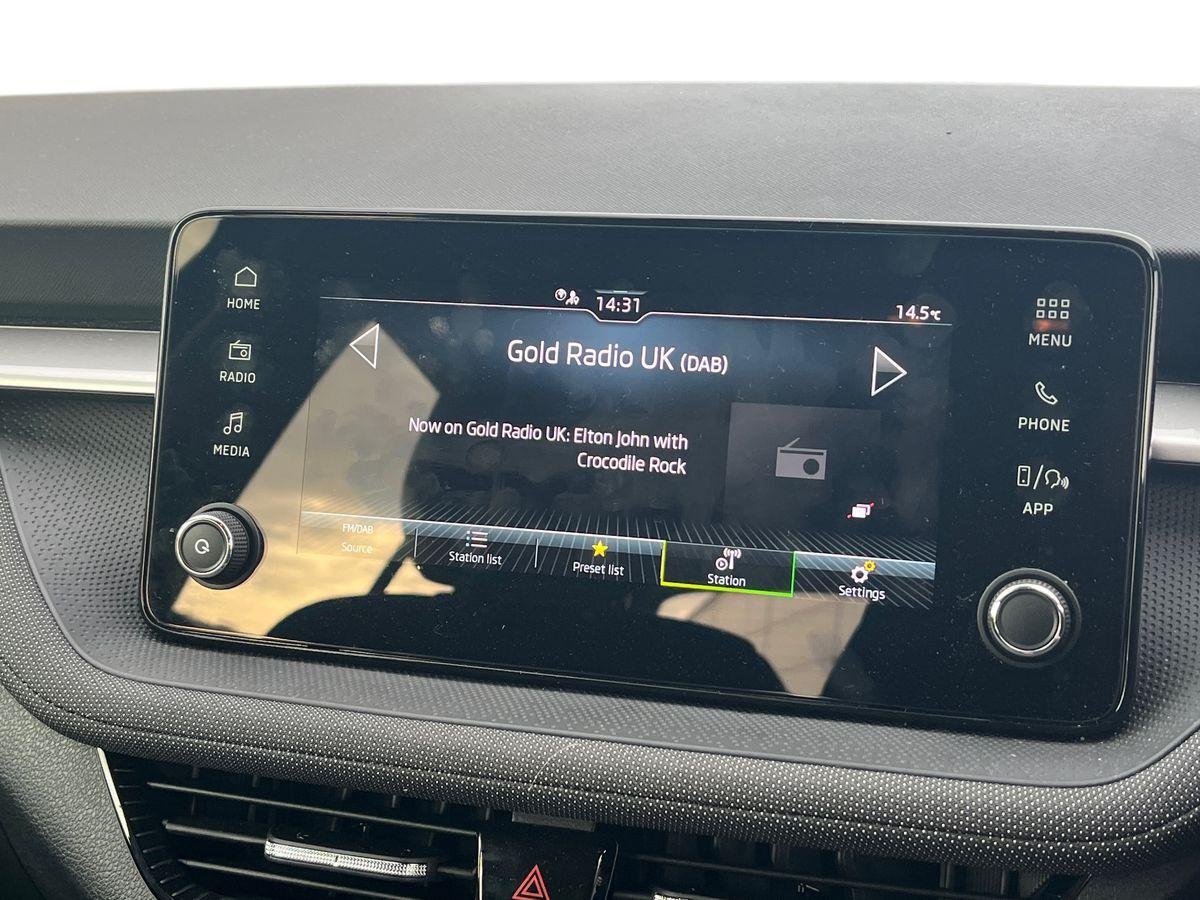 HOME
RADIO
MEDIA
14:31
14.5°C
Gold Radio UK (DAB)
Now on Gold Radio UK: Elton John with
Crocodile Rock
FM/DAB
Source
Station list
Preset list
Station
Settings
MENU
PHONE
APP